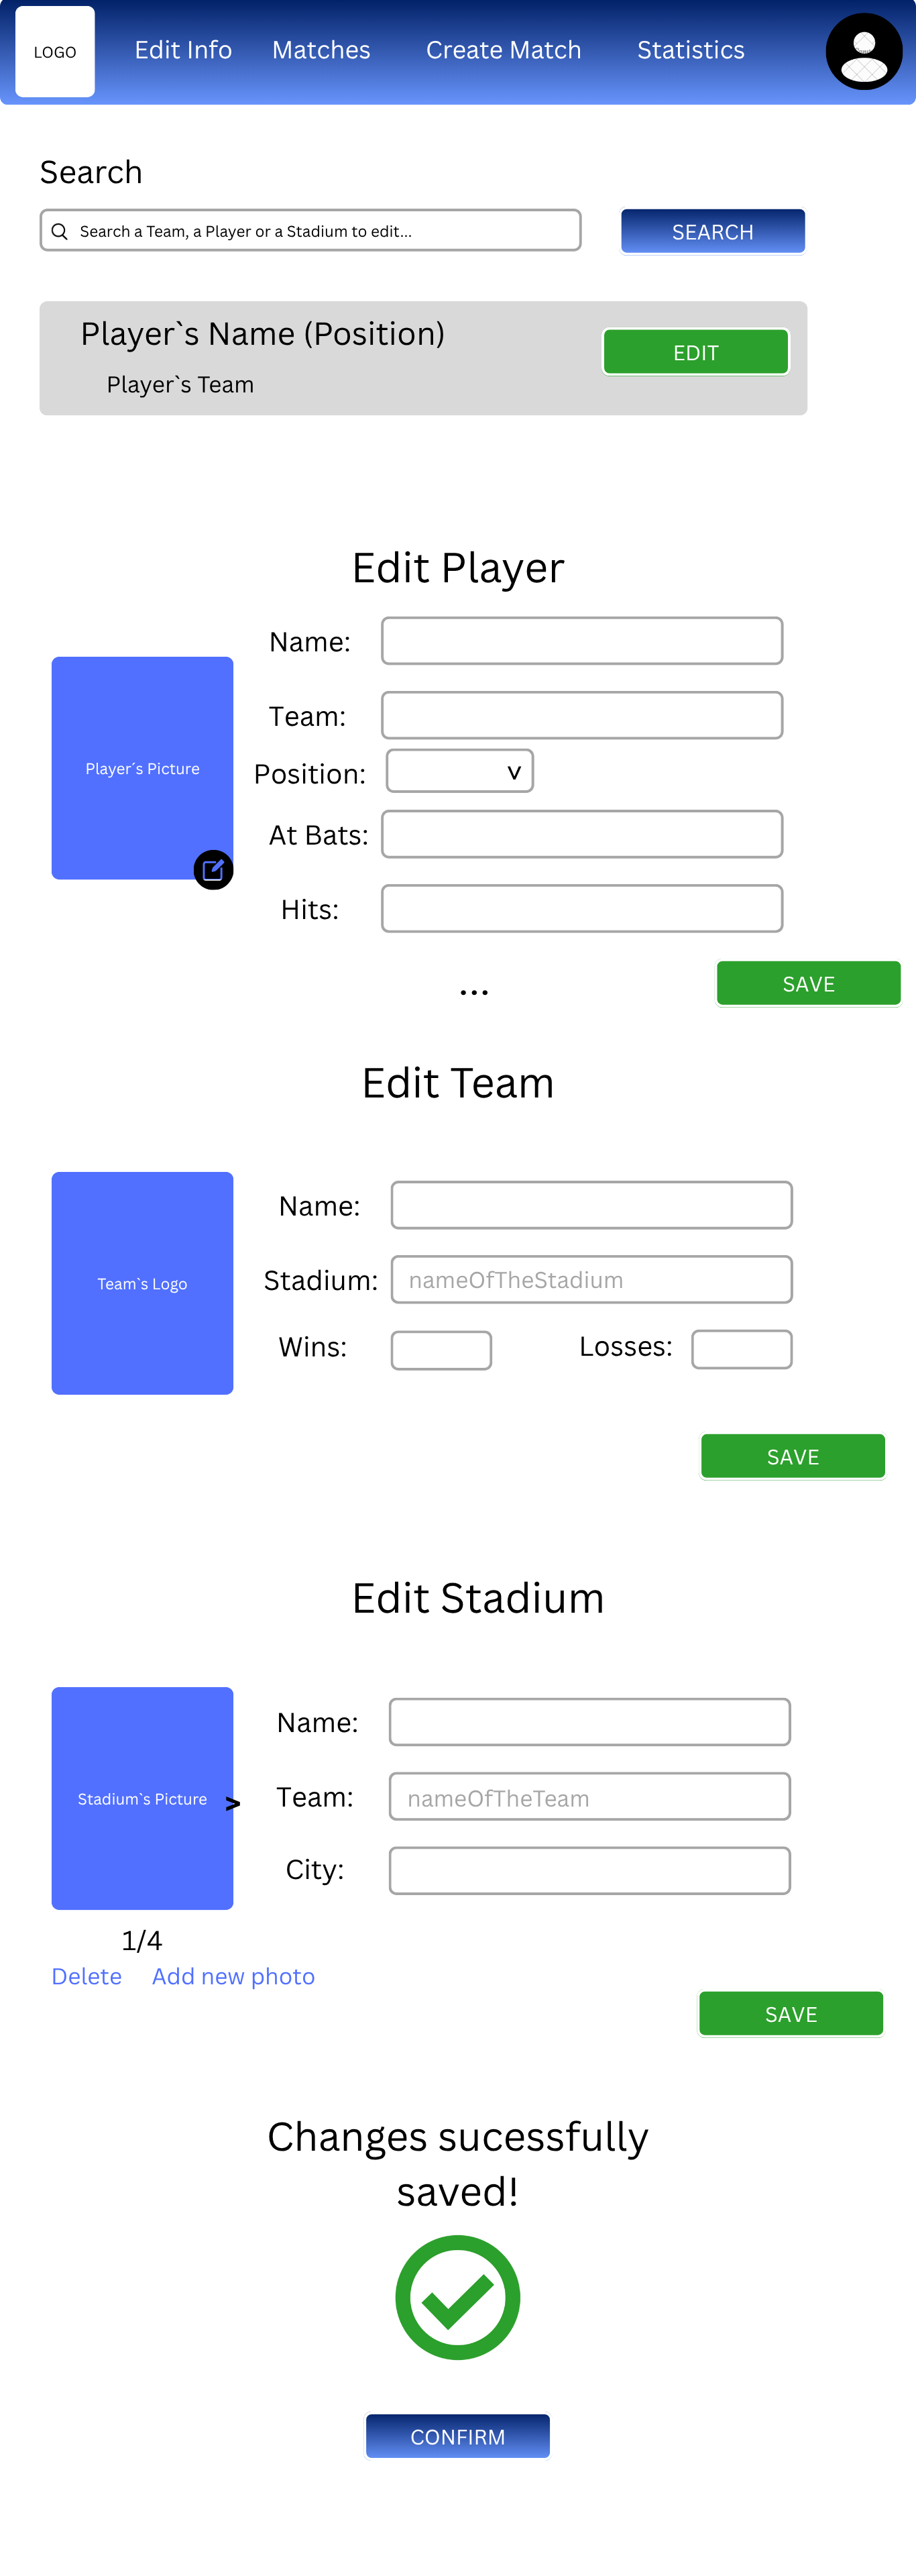 LOGO
Edit Info
Matches
Create Match
Statistics
Search
Search a Team, a Player or a Stadium to edit...
SEARCH
Player`s Name (Position)
Player`s Team
EDIT
Edit Player
Player´s Picture
Name:
Team:
Position:
v
At Bats:
Hits:
...
SAVE
Edit Team
Team`s Logo
Name:
Stadium:
nameOfTheStadium
Wins:
Losses:
SAVE
Edit Stadium
Stadium`s Picture
>
Name:
Team:
nameOfTheTeam
City:
1/4
Delete
Add new photo
SAVE
Changes sucessfully
saved!
CONFIRM